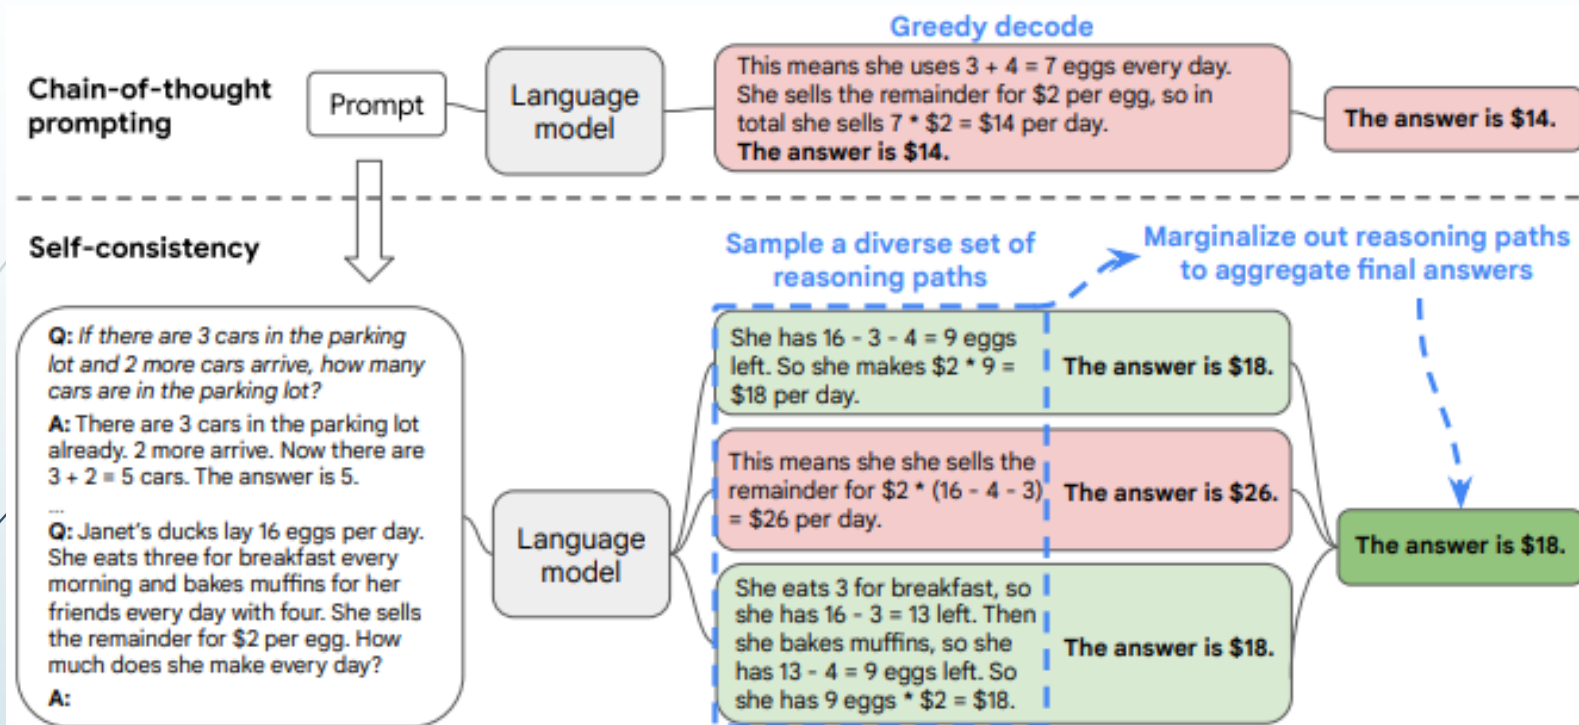 Greedy decode
Chain-of-thought
prompting
Prompt
Language
model
This means she uses 3 + 4 = 7 eggs every day.
She sells the remainder for $2 per egg, so in
total she sells 7 * $2 = $14 per day.
The answer is $14.
The answer is $14.
Self-consistency
Sample a diverse set of
reasoning paths
Marginalize out reasoning paths
to aggregate final answers
Q: If there are 3 cars in the parking
lot and 2 more cars arrive, how many
cars are in the parking lot?
A: There are 3 cars in the parking lot
already. 2 more arrive. Now there are
3 + 2 = 5 cars. The answer is 5.
...
Q: Janet's ducks lay 16 eggs per day.
She eats three for breakfast every
morning and bakes muffins for her
friends every day with four. She sells
the remainder for $2 per egg. How
much does she make every day?
A:
Language
model
She has 16 - 3 - 4 = 9 eggs
left. So she makes $2 * 9 =
$18 per day.
The answer is $18.
This means she she sells the
remainder for $2 * (16 - 4 - 3)
= $26 per day.
The answer is $26.
She eats 3 for breakfast, so
she has 16 - 3 = 13 left. Then
she bakes muffins, so she
has 13 - 4 = 9 eggs left. So
she has 9 eggs * $2 = $18.
The answer is $18.
The answer is $18.